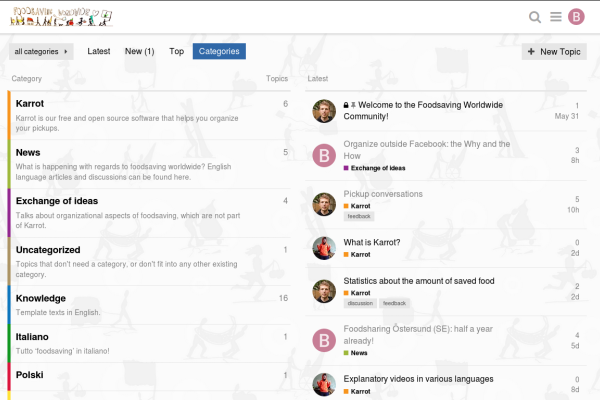 FOODSAVING WORLDWIDE
B
all categories
Latest
New (1)
Top
Categories
+ New Topic
Category
Topics
Karrot
6
Karrot is our free and open source software that helps you organize
your pickups.
News
5
What is happening with regards to foodsaving worldwide? English
language articles and discussions can be found here.
Exchange of ideas
4
Talks about organizational aspects of foodsaving, which are not part
of Karrot.
Uncategorized
1
Topics that don't need a category, or don't fit into any other existing
category.
Knowledge
16
Template texts in English.
Italiano
1
Tutto 'foodsaving' in italiano!
Polski
1
Latest
Welcome to the Foodsaving Worldwide
Community!
1
May 31
B
Organize outside Facebook: the Why and the
How
Exchange of ideas
3
8h
Pickup conversations
Karrot
feedback
5
10h
What is Karrot?
Karrot
0
2d
Statistics about the amount of saved food
Karrot
discussion feedback
2
2d
B
Foodsharing Östersund (SE): half a year
already!
News
4
5d
Explanatory videos in various languages
Karrot
0
8d